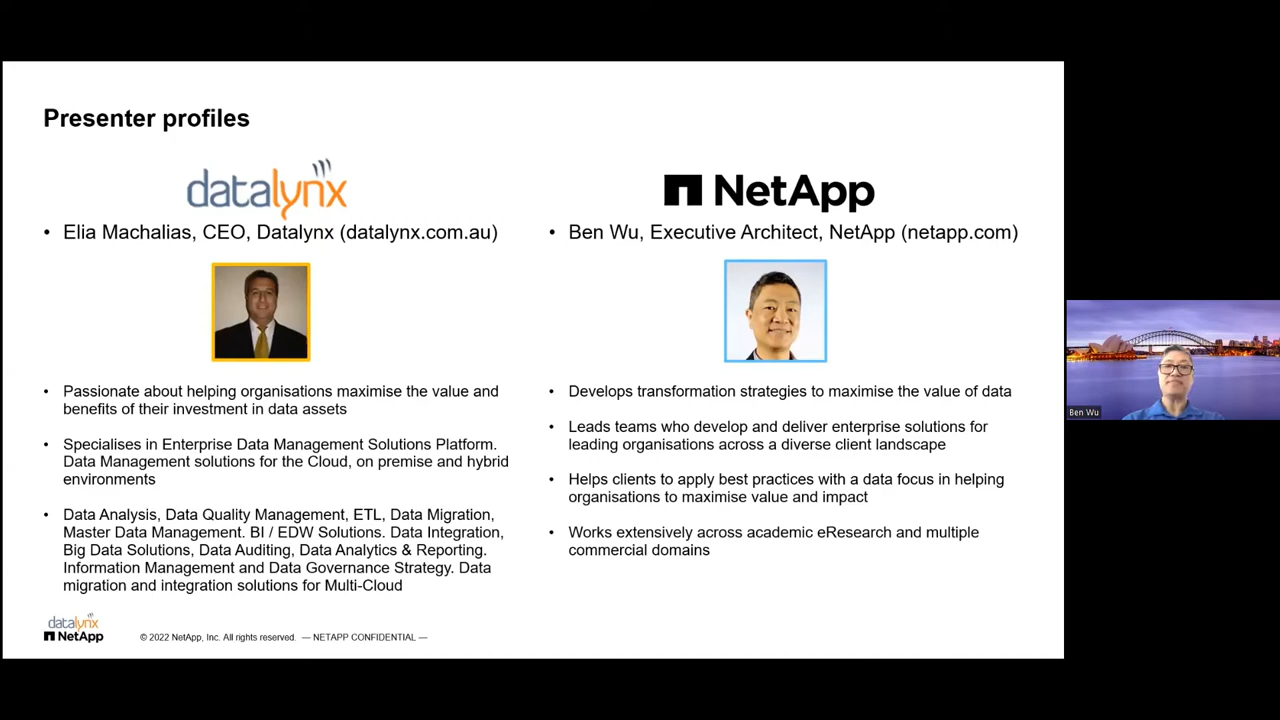 Presenter profiles
datalynx
• Elia Machalias, CEO, Datalynx (datalynx.com.au)
• Passionate about helping organisations maximise the value and
benefits of their investment in data assets
• Specialises in Enterprise Data Management Solutions Platform.
Data Management solutions for the Cloud, on premise and hybrid
environments
• Data Analysis, Data Quality Management, ETL, Data Migration,
Master Data Management. BI / EDW Solutions. Data Integration,
Big Data Solutions, Data Auditing, Data Analytics & Reporting.
Information Management and Data Governance Strategy. Data
migration and integration solutions for Multi-Cloud
NetApp
• Ben Wu, Executive Architect, NetApp (netapp.com)
• Develops transformation strategies to maximise the value of data
• Leads teams who develop and deliver enterprise solutions for
leading organisations across a diverse client landscape
• Helps clients to apply best practices with a data focus in helping
organisations to maximise value and impact
• Works extensively across academic eResearch and multiple
commercial domains
datalynx
NetApp
© 2022 NetApp, Inc. All rights reserved. — NETAPP CONFIDENTIAL —
Ben Wu